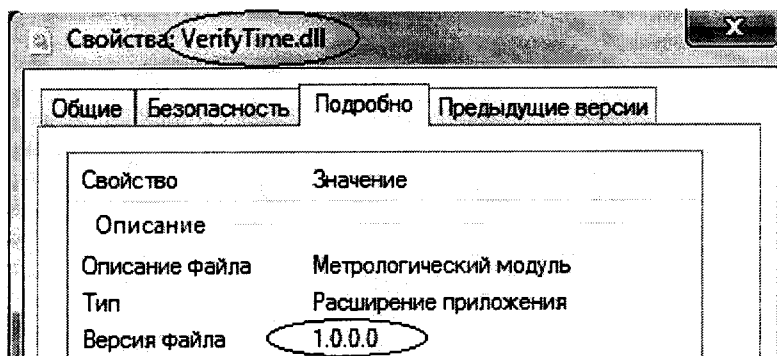 Свойства: VerifyTime.dll
Общие Безопасность Подробно Предыдущие версии
Свойство Значение
Описание
Описание файла Метрологический модуль
Тип Расширение приложения
Версия файла 1.0.0.0